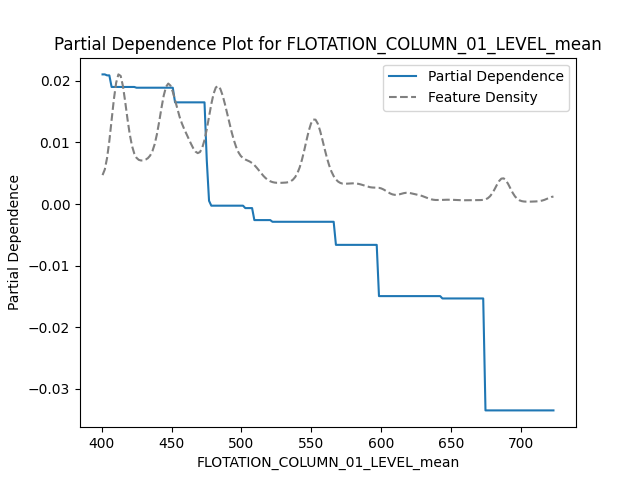 Partial Dependence Plot for FLOTATION_COLUMN_01_LEVEL_mean
Partial Dependence
Feature Density
0.02
0.01
0.00
−0.01
−0.02
−0.03
Partial Dependence
400 450 500 550 600 650 700
FLOTATION_COLUMN_01_LEVEL_mean